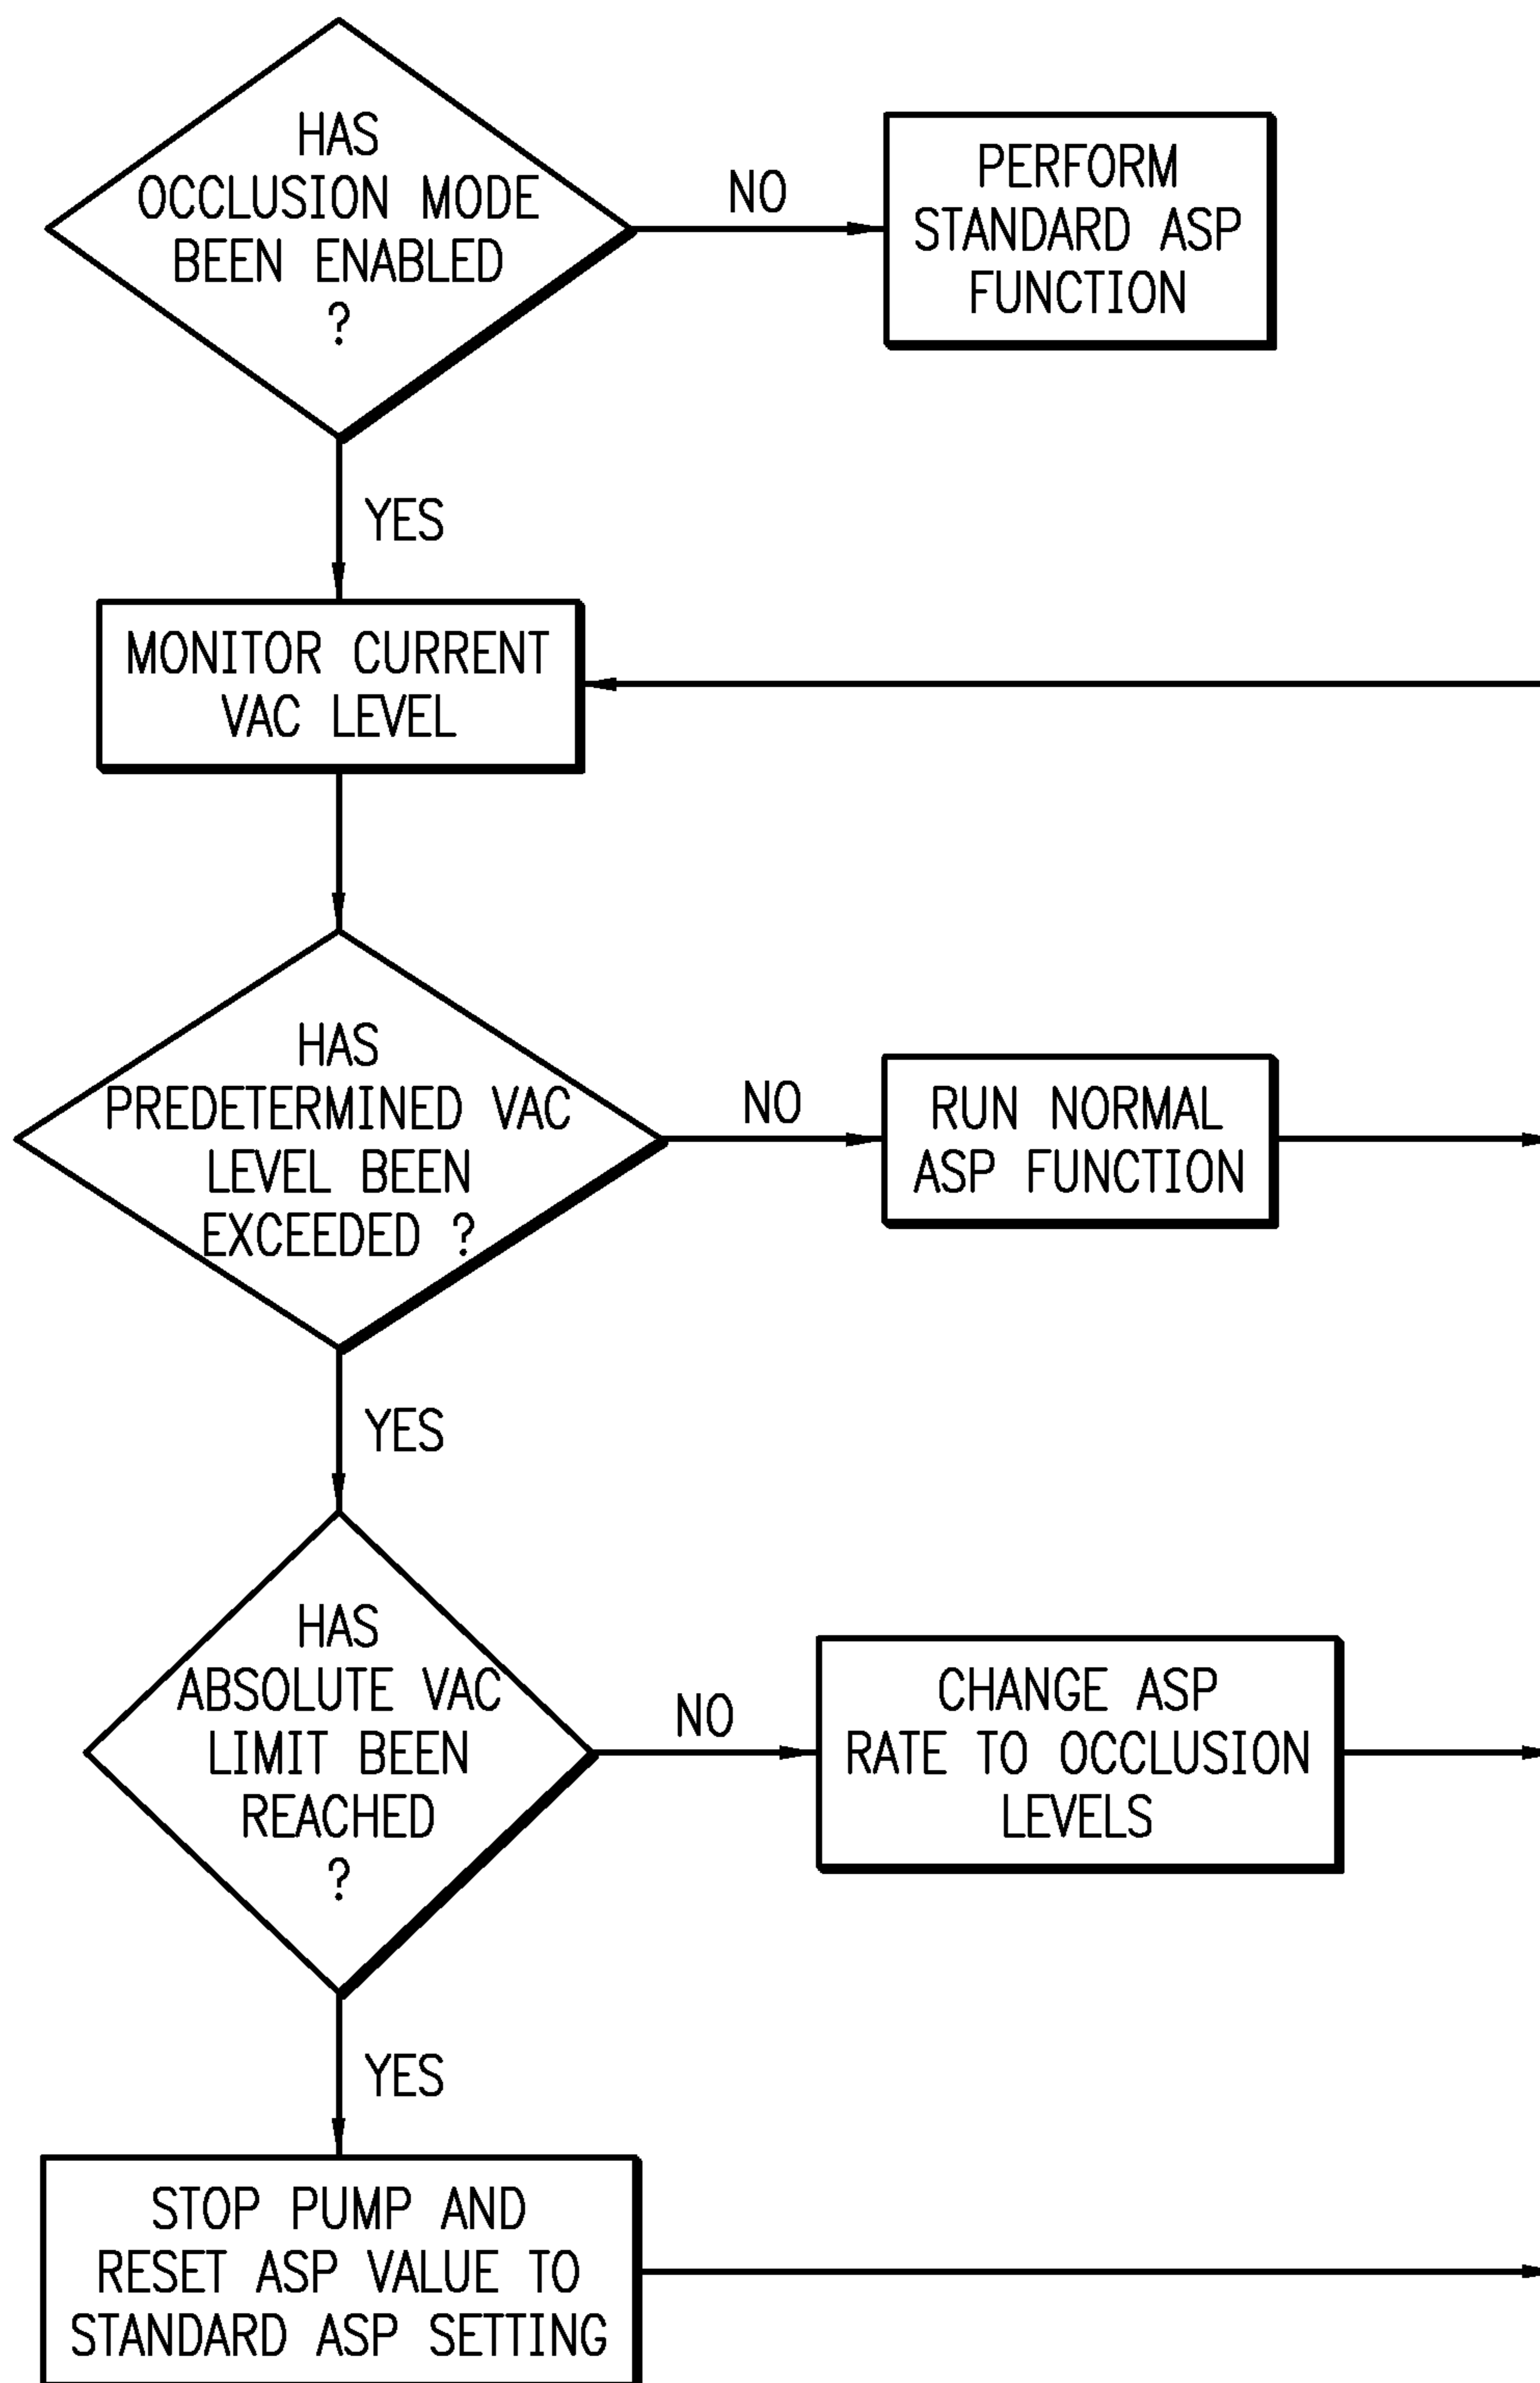 HAS
OCCLUSION MODE
BEEN ENABLED
?
NO
PERFORM
STANDARD ASP
FUNCTION
YES
MONITOR CURRENT
VAC LEVEL
HAS
PREDETERMINED VAC
LEVEL BEEN
EXCEEDED ?
NO
RUN NORMAL
ASP FUNCTION
YES
HAS
ABSOLUTE VAC
LIMIT BEEN
REACHED
?
NO
CHANGE ASP
RATE TO OCCLUSION
LEVELS
YES
STOP PUMP AND
RESET ASP VALUE TO
STANDARD ASP SETTING